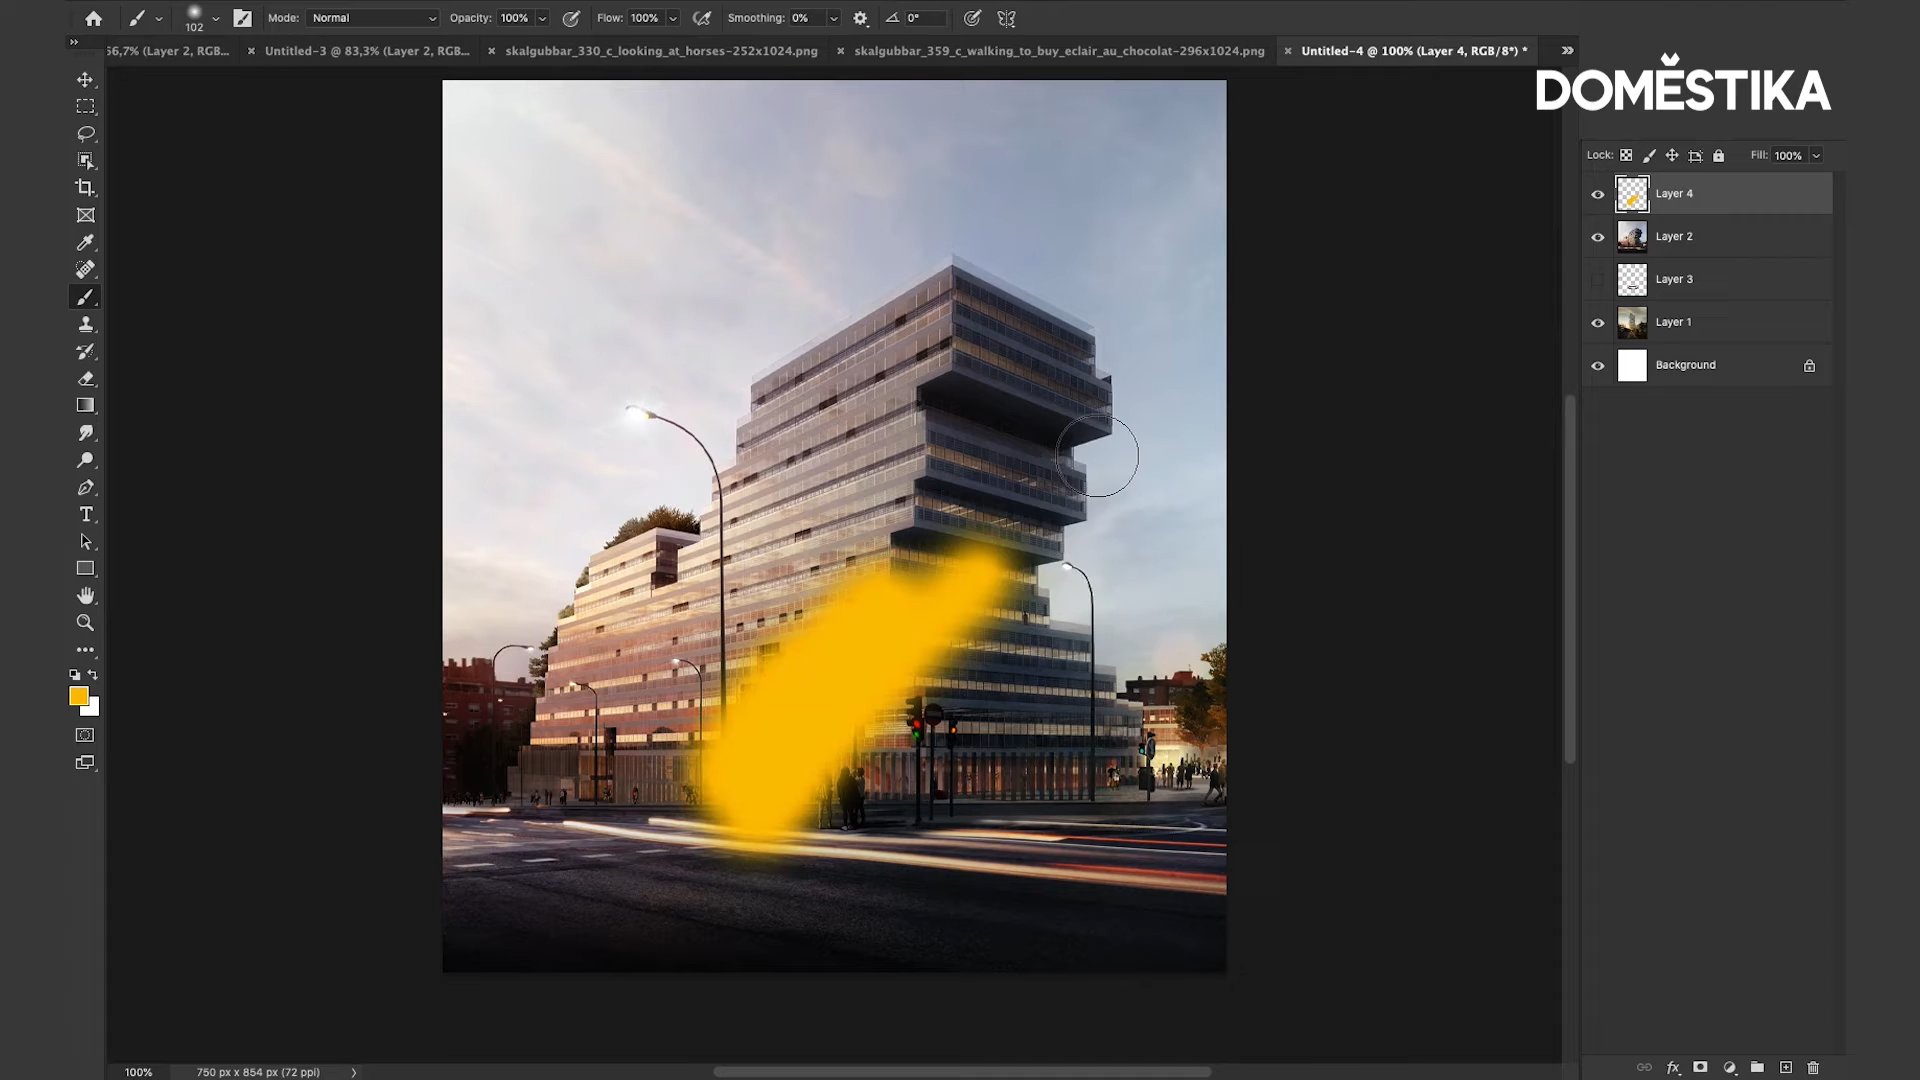 102
Mode: Normal
Opacity: 100%
Flow: 100%
Smoothing: 0%
0°
66,7% (Layer 2, RGB...
Untitled-3 @ 83,3% (Layer 2, RGB...
skalgubbar_330_c_looking_at_horses-252x1024.png
skalgubbar_359_c_walking_to_buy_eclair_au_chocolat-296x1024.png
Untitled-4 @ 100% (Layer 4, RGB/8*) *
DOMĔSTIKA
Lock:
Fill: 100%
Layer 4
Layer 2
Layer 3
Layer 1
Background
100%
750 px x 854 px (72 ppi)